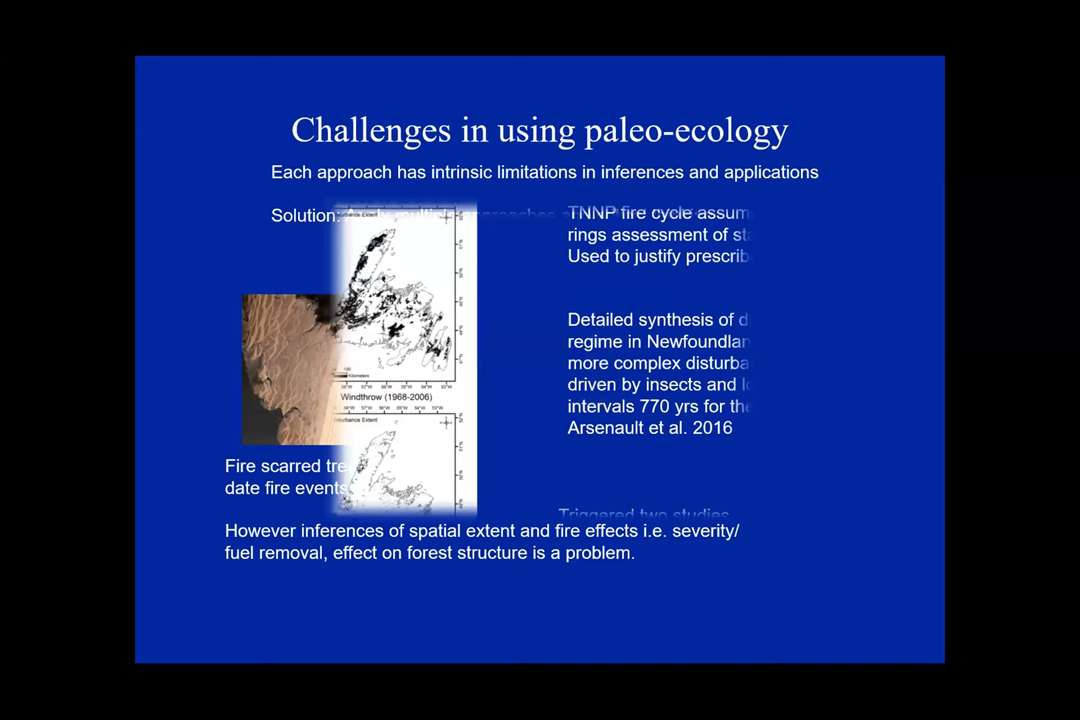 Challenges in using paleo-ecology
Each approach has intrinsic limitations in inferences and applications
Solution:
TNNP fire cycle assum
rings assessment of st
Used to justify prescrib
Detailed synthesis of d
regime in Newfoundlan
more complex disturba
driven by insects and lo
intervals 770 yrs for the
Arsenault et al. 2016
Windthrow (1968-2006)
Fire scarred tre
date fire events
Triggered two studies
However inferences of spatial extent and fire effects i.e. severity/
fuel removal, effect on forest structure is a problem.